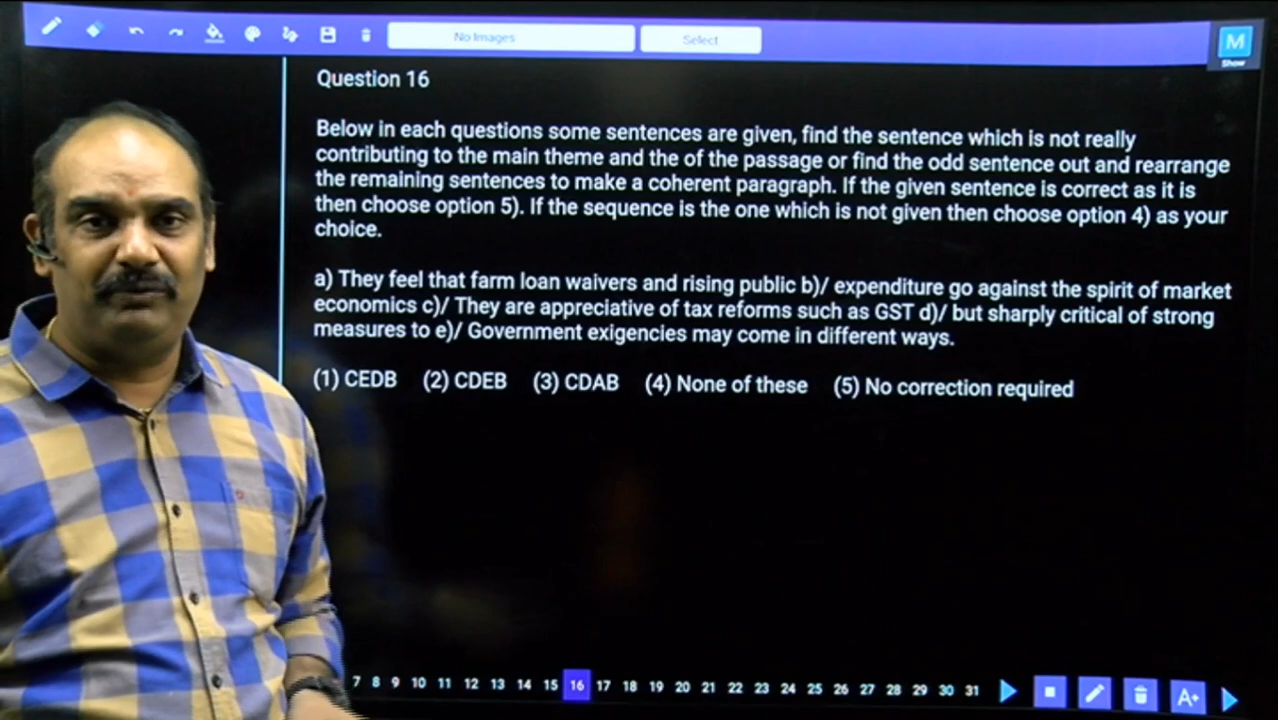 No Images
Select
M
Show
Question 16
Below in each questions some sentences are given, find the sentence which is not really
contributing to the main theme and the of the passage or find the odd sentence out and rearrange
the remaining sentences to make a coherent paragraph. If the given sentence is correct as it is
then choose option 5). If the sequence is the one which is not given then choose option 4) as your
choice.
a) They feel that farm loan waivers and rising public b)/ expenditure go against the spirit of market
economics c)/ They are appreciative of tax reforms such as GST d)/ but sharply critical of strong
measures to e)/ Government exigencies may come in different ways.
(1) CEDB (2) CDEB (3) CDAB (4) None of these (5) No correction required
7 8 9 10 11 12 13 14 15 16 17 18 19 20 21 22 23 24 25 26 27 28 29 30 31
A+